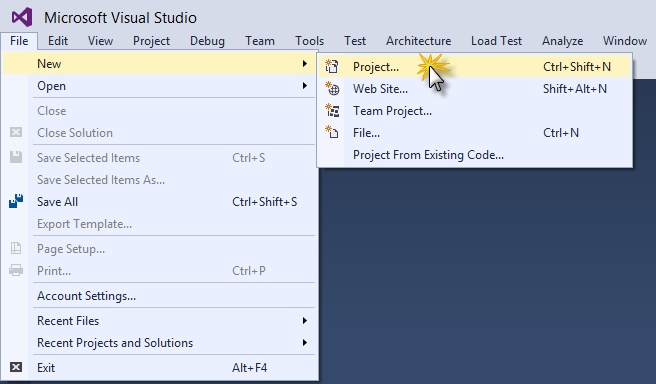 Microsoft Visual Studio
File Edit View Project Debug Team Tools Test Architecture Load Test Analyze Window
New
Open
Close
Close Solution
Save Selected Items Ctrl+S
Save Selected Items As...
Save All Ctrl+Shift+S
Export Template...
Page Setup...
Print... Ctrl+P
Account Settings...
Recent Files
Recent Projects and Solutions
Exit Alt+F4
Project... Ctrl+Shift+N
Web Site... Shift+Alt+N
Team Project...
File... Ctrl+N
Project From Existing Code...